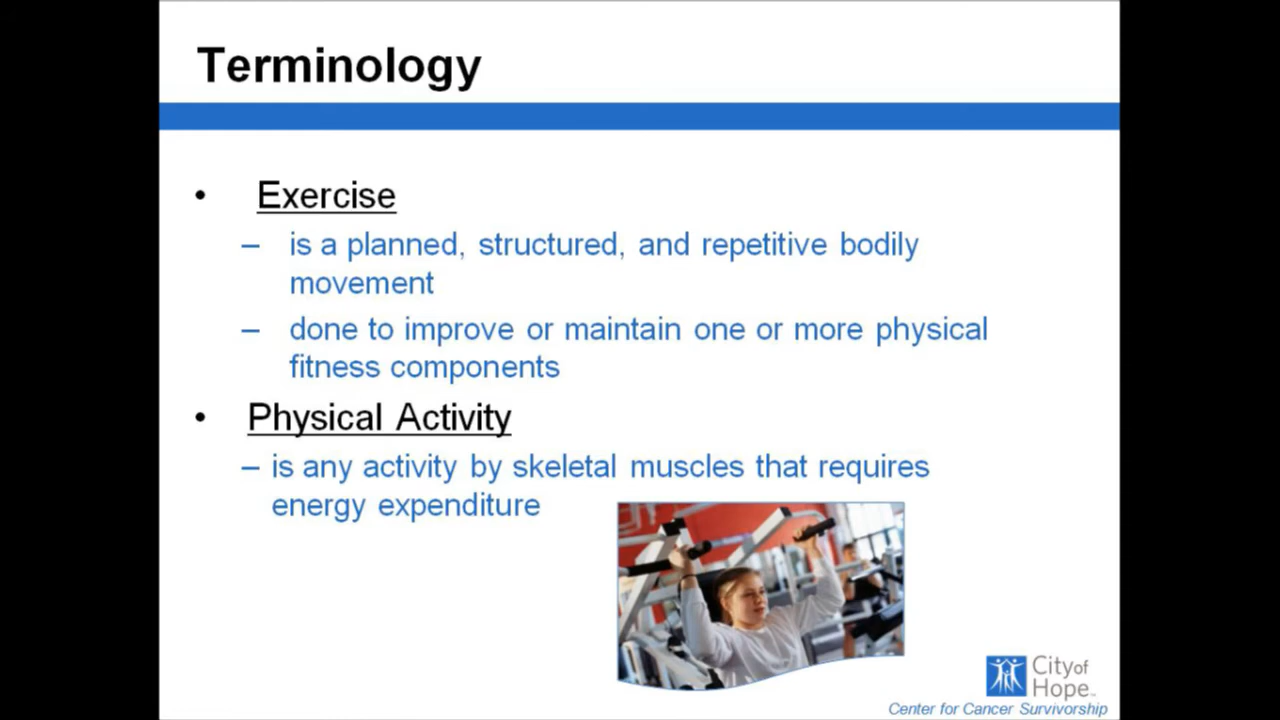 Terminology
• Exercise
– is a planned, structured, and repetitive bodily
movement
– done to improve or maintain one or more physical
fitness components
• Physical Activity
– is any activity by skeletal muscles that requires
energy expenditure
City of
Hope™
Center for Cancer Survivorship